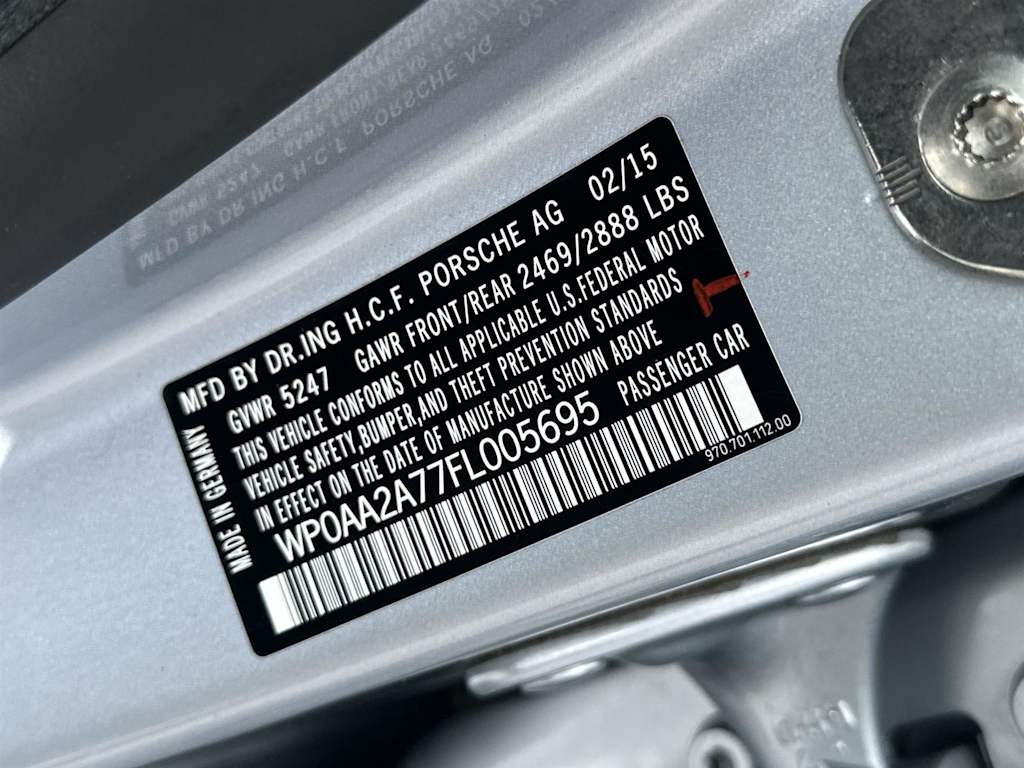 MFD BY DR.ING H.C.F. PORSCHE AG 02/15
GVWR 5247 GAWR FRONT/REAR 2469/2888 LBS
THIS VEHICLE CONFORMS TO ALL APPLICABLE U.S.FEDERAL MOTOR
VEHICLE SAFETY,BUMPER,AND THEFT PREVENTION STANDARDS
IN EFFECT ON THE DATE OF MANUFACTURE SHOWN ABOVE
WP0AA2A77FL005695 PASSENGER CAR
MADE IN GERMANY
970.701.112.00